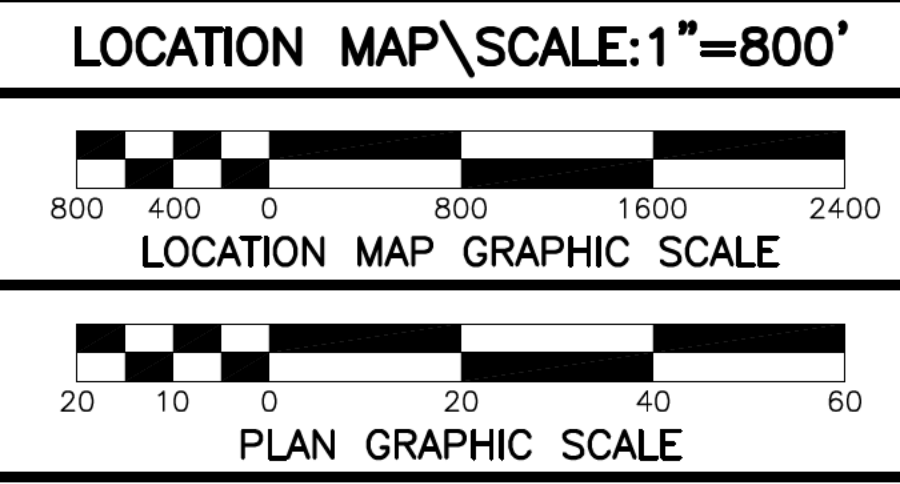 LOCATION MAP\SCALE:1"=800'
800 400 0 800 1600 2400
LOCATION MAP GRAPHIC SCALE
20 10 0 20 40 60
PLAN GRAPHIC SCALE